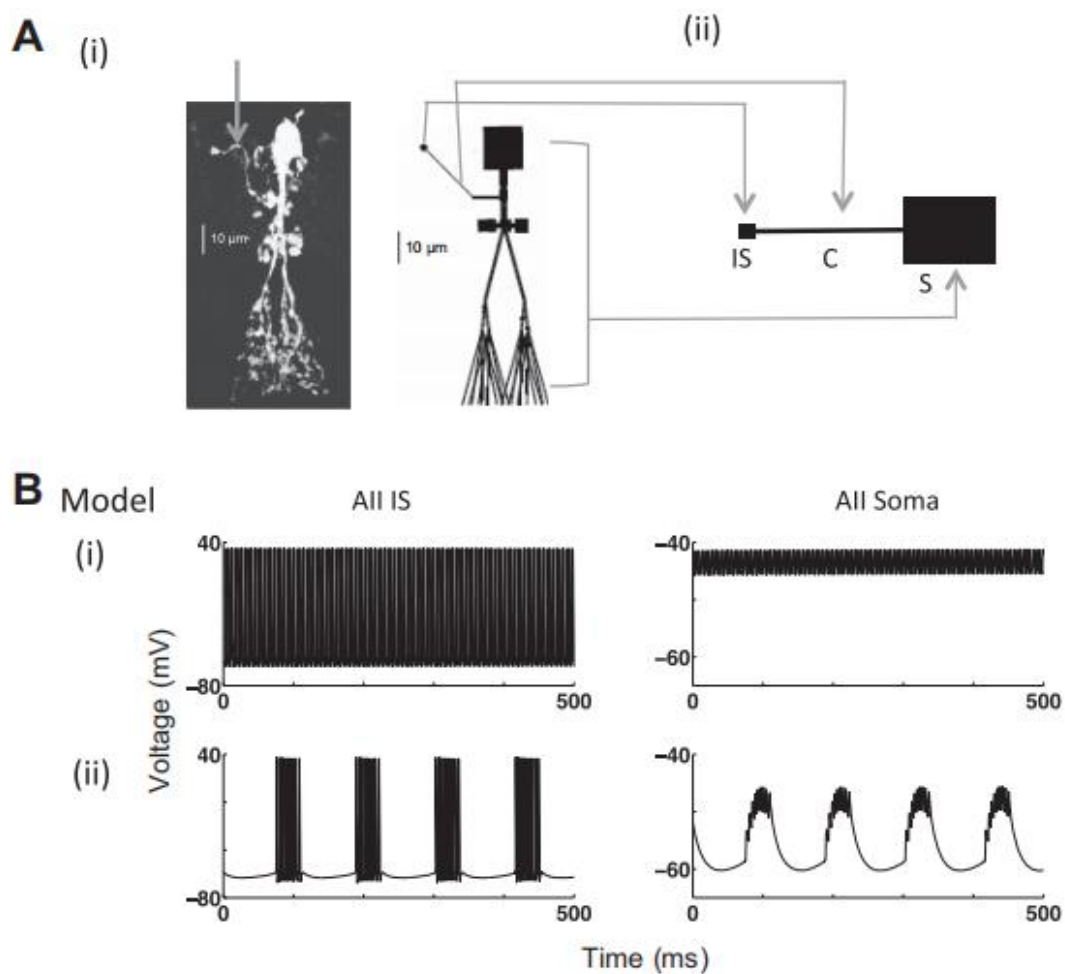 A
(i)
(ii)
10 μm
10 μm
IS
C
S
B Model
AII IS
AII Soma
(i)
40
−80
0
500
−40
−60
0
500
Voltage (mV)
(ii)
40
−80
0
500
−40
−60
0
500
Time (ms)